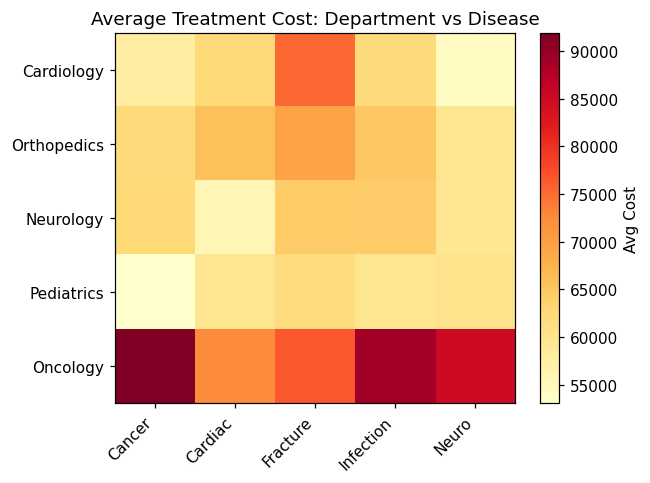 Average Treatment Cost: Department vs Disease
Cardiology
Orthopedics
Neurology
Pediatrics
Oncology
Cancer
Cardiac
Fracture
Infection
Neuro
90000
85000
80000
75000
70000
65000
60000
55000
Avg Cost